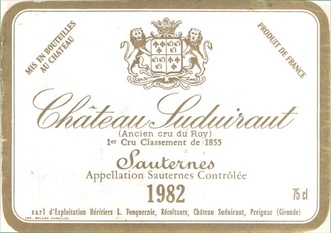 MIS EN BOUTEILLES
AU CHATEAU
PRODUIT DE FRANCE
Château Suduiraut
(Ancien cru du Roy)
1er Cru Classement de 1855
Sauternes
Appellation Sauternes Contrôlée
1982
75 cl
s.a.r.l d'Exploitation Héritiers L. Fonquernie, Récoltants, Château Suduiraut, Preignac (Gironde)